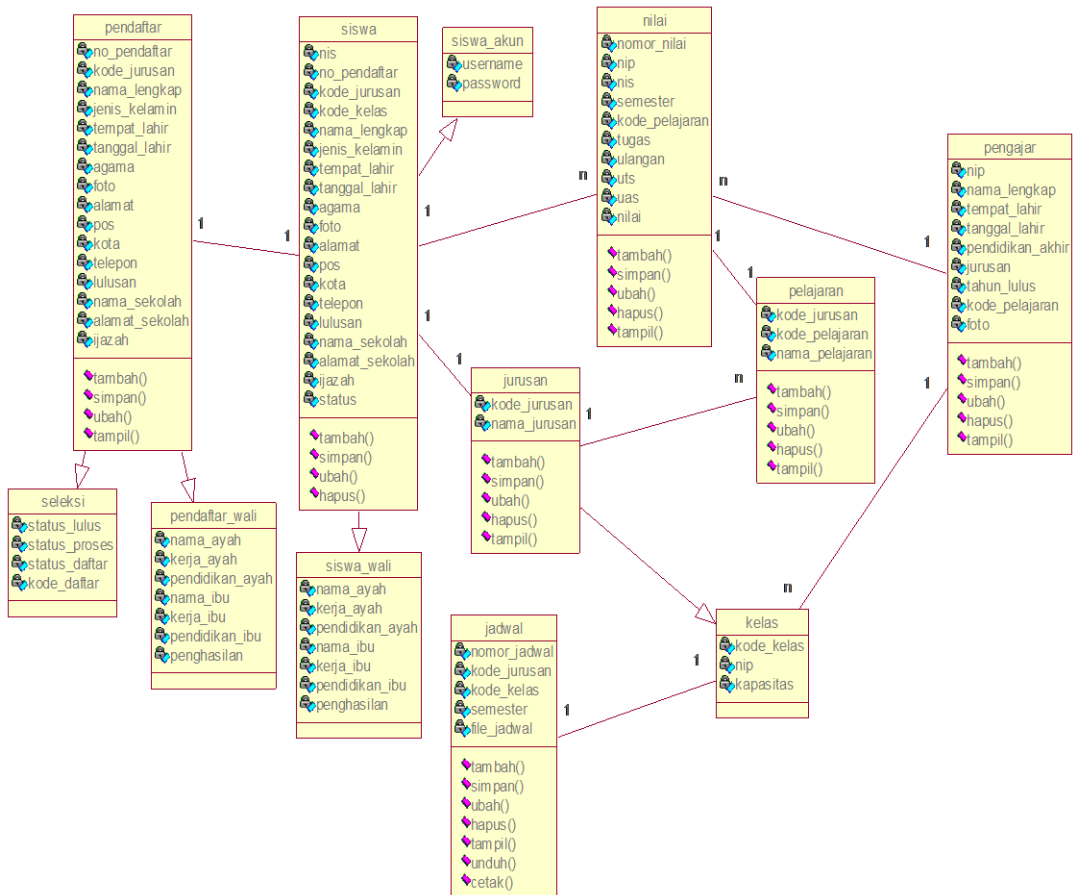 pendaftar
no_pendaftar
kode_jurusan
nama_lengkap
jenis_kelamin
tempat_lahir
tanggal_lahir
agama
foto
alamat
pos
kota
telepon
lulusan
nama_sekolah
alamat_sekolah
ijazah
tambah()
simpan()
ubah()
tampil()
siswa
nis
no_pendaftar
kode_jurusan
kode_kelas
nama_lengkap
jenis_kelamin
tempat_lahir
tanggal_lahir
agama
foto
alamat
pos
kota
telepon
lulusan
nama_sekolah
alamat_sekolah
ijazah
status
tambah()
simpan()
ubah()
hapus()
siswa_akun
username
password
nilai
nomor_nilai
nip
nis
semester
kode_pelajaran
tugas
ulangan
uts
uas
nilai
tambah()
simpan()
ubah()
hapus()
tampil()
pengajar
nip
nama_lengkap
tempat_lahir
tanggal_lahir
pendidikan_akhir
jurusan
tahun_lulus
kode_pelajaran
foto
tambah()
simpan()
ubah()
hapus()
tampil()
pelajaran
kode_jurusan
kode_pelajaran
nama_pelajaran
tambah()
simpan()
ubah()
hapus()
tampil()
jurusan
kode_jurusan
nama_jurusan
tambah()
simpan()
ubah()
hapus()
tampil()
1
1
1
n
n
1
1
1
1
1
1
n
1
n
1
1
seleksi
status_lulus
status_proses
status_daftar
kode_daftar
pendaftar_wali
nama_ayah
kerja_ayah
pendidikan_ayah
nama_ibu
kerja_ibu
pendidikan_ibu
penghasilan
siswa_wali
nama_ayah
kerja_ayah
pendidikan_ayah
nama_ibu
kerja_ibu
pendidikan_ibu
penghasilan
jadwal
nomor_jadwal
kode_jurusan
kode_kelas
semester
file_jadwal
tambah()
simpan()
ubah()
hapus()
tampil()
unduh()
cetak()
kelas
kode_kelas
nip
kapasitas